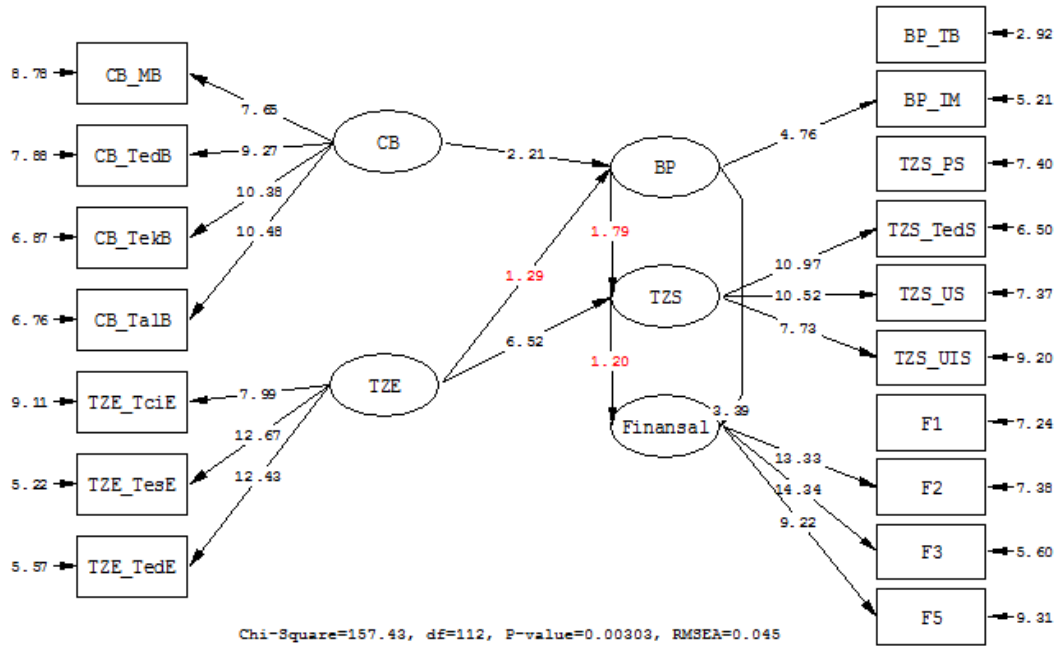 8.78 CB_MB
7.88 CB_TedB
6.87 CB_TekB
6.76 CB_TalB
9.11 TZE_TciE
5.22 TZE_TesE
5.57 TZE_TedE
7.65
9.27
10.38
10.48
7.99
12.67
12.43
CB
TZE
2.21
1.29
6.52
BP
1.79
TZS
1.20
Finansal
3.39
4.76
10.97
10.52
7.73
13.33
14.34
9.22
BP_TB 2.92
BP_IM 5.21
TZS_PS 7.40
TZS_TedS 6.50
TZS_US 7.37
TZS_UIS 9.20
F1 7.24
F2 7.38
F3 5.60
F5 9.31
Chi-Square=157.43, df=112, P-value=0.00303, RMSEA=0.045